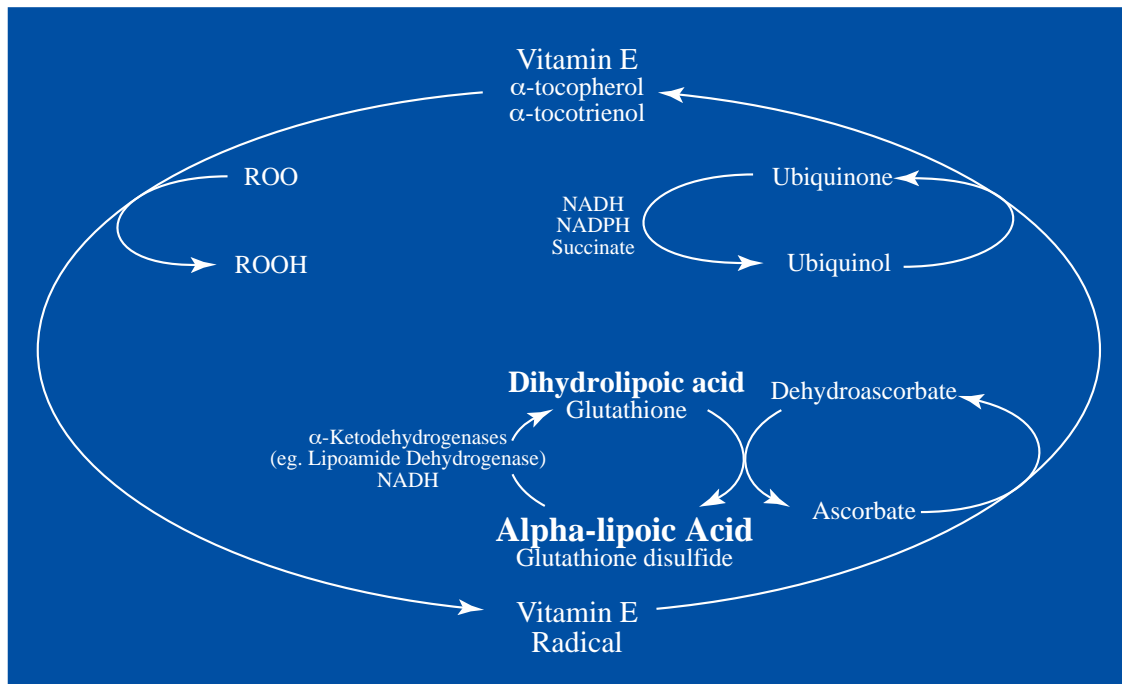 Vitamin E
α-tocopherol
α-tocotrienol
ROO
ROOH
Ubiquinone
NADH
NADPH
Succinate
Ubiquinol
Dihydrolipoic acid
Glutathione
Dehydroascorbate
α-Ketodehydrogenases
(eg. Lipoamide Dehydrogenase)
NADH
Ascorbate
Alpha-lipoic Acid
Glutathione disulfide
Vitamin E
Radical